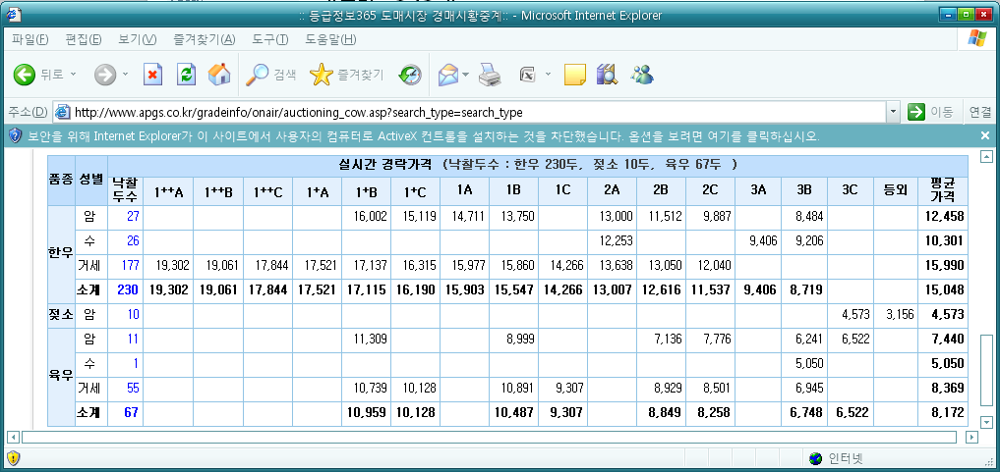 :: 등급정보365 도매시장 경매시황중계:: - Microsoft Internet Explorer
파일(F) 편집(E) 보기(V) 즐겨찾기(A) 도구(T) 도움말(H)
뒤로 검색 즐겨찾기
주소(D) http://www.apgs.co.kr/gradeinfo/onair/auctioning_cow.asp?search_type=search_type 이동 연결
보안을 위해 Internet Explorer가 이 사이트에서 사용자의 컴퓨터로 ActiveX 컨트롤을 설치하는 것을 차단했습니다. 옵션을 보려면 여기를 클릭하십시오.
품종 성별 실시간 경락가격 (낙찰두수 : 한우 230두, 젖소 10두, 육우 67두 )
낙찰두수 1++A 1++B 1++C 1+A 1+B 1+C 1A 1B 1C 2A 2B 2C 3A 3B 3C 등외 평균가격
한우 암 27 16,002 15,119 14,711 13,750 13,000 11,512 9,887 8,484 12,458
수 26 12,253 9,406 9,206 10,301
거세 177 19,302 19,061 17,844 17,521 17,137 16,315 15,977 15,860 14,266 13,638 13,050 12,040 15,990
소계 230 19,302 19,061 17,844 17,521 17,115 16,190 15,903 15,547 14,266 13,007 12,616 11,537 9,406 8,719 15,048
젖소 암 10 4,573 3,156 4,573
육우 암 11 11,309 8,999 7,136 7,776 6,241 6,522 7,440
수 1 5,050 5,050
거세 55 10,739 10,128 10,891 9,307 8,929 8,501 6,945 8,369
소계 67 10,959 10,128 10,487 9,307 8,849 8,258 6,748 6,522 8,172
인터넷